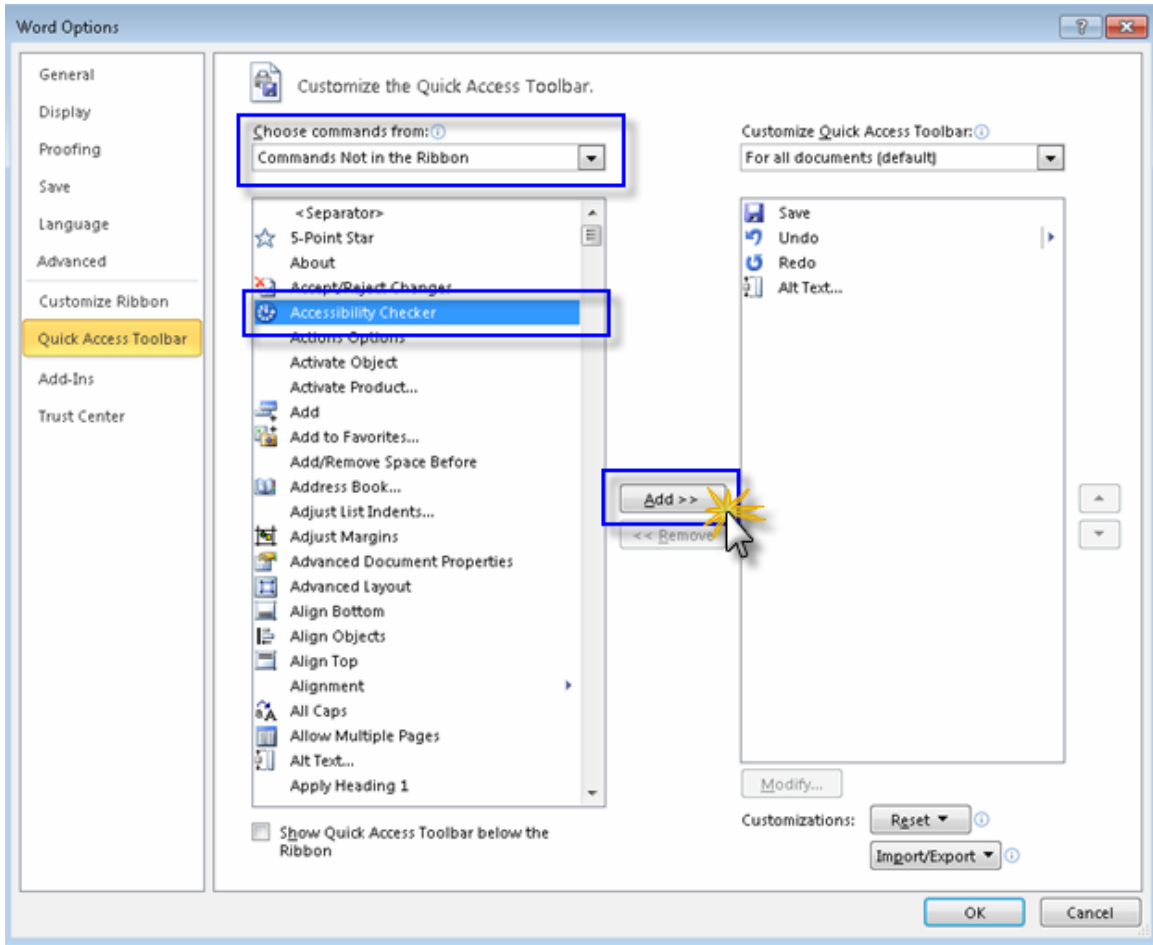 Word Options
General
Display
Proofing
Save
Language
Advanced
Customize Ribbon
Quick Access Toolbar
Add-Ins
Trust Center
Customize the Quick Access Toolbar.
Choose commands from:
Commands Not in the Ribbon
<Separator>
5-Point Star
About
Accept/Reject Changes
Accessibility Checker
Actions Options
Activate Object
Activate Product...
Add
Add to Favorites...
Add/Remove Space Before
Address Book...
Adjust List Indents...
Adjust Margins
Advanced Document Properties
Advanced Layout
Align Bottom
Align Objects
Align Top
Alignment
All Caps
Allow Multiple Pages
Alt Text...
Apply Heading 1
Show Quick Access Toolbar below the
Ribbon
Add >>
<< Remove
Customize Quick Access Toolbar:
For all documents (default)
Save
Undo
Redo
Alt Text...
Modify...
Customizations:
Reset
Import/Export
OK
Cancel